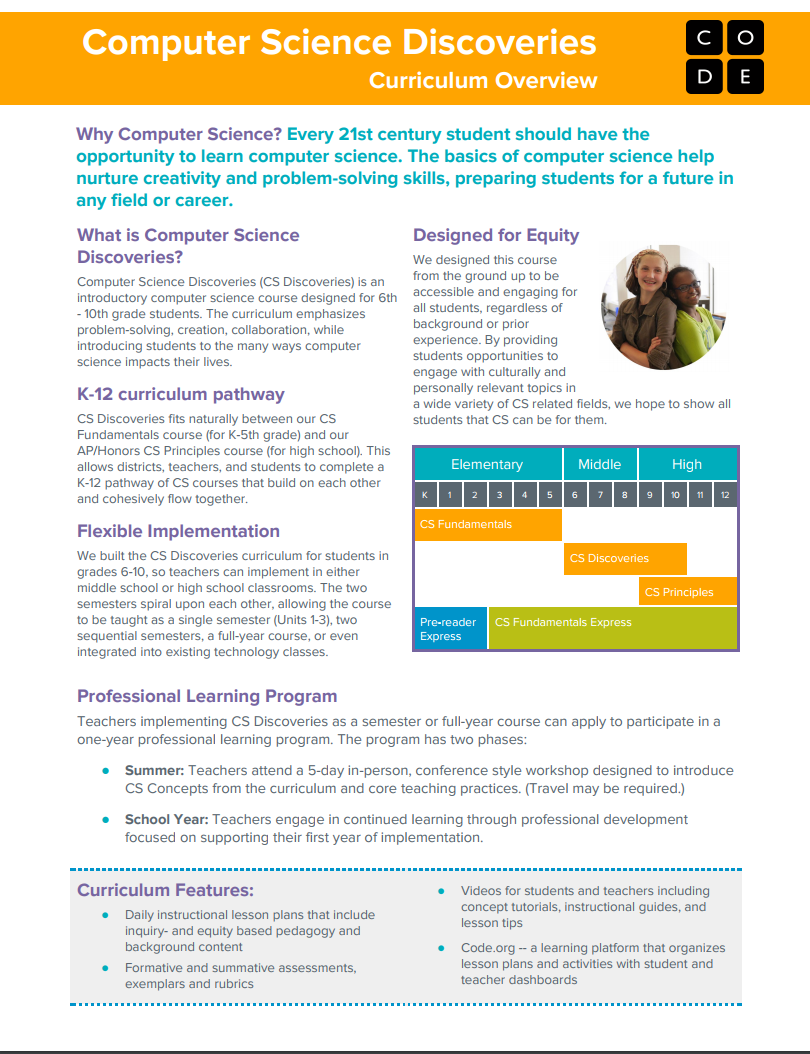 Computer Science Discoveries
Curriculum Overview
C O
D E
Why Computer Science? Every 21st century student should have the
opportunity to learn computer science. The basics of computer science help
nurture creativity and problem-solving skills, preparing students for a future in
any field or career.
What is Computer Science
Discoveries?
Computer Science Discoveries (CS Discoveries) is an
introductory computer science course designed for 6th
- 10th grade students. The curriculum emphasizes
problem-solving, creation, collaboration, while
introducing students to the many ways computer
science impacts their lives.
K-12 curriculum pathway
CS Discoveries fits naturally between our CS
Fundamentals course (for K-5th grade) and our
AP/Honors CS Principles course (for high school). This
allows districts, teachers, and students to complete a
K-12 pathway of CS courses that build on each other
and cohesively flow together.
Flexible Implementation
We built the CS Discoveries curriculum for students in
grades 6-10, so teachers can implement in either
middle school or high school classrooms. The two
semesters spiral upon each other, allowing the course
to be taught as a single semester (Units 1-3), two
sequential semesters, a full-year course, or even
integrated into existing technology classes.
Designed for Equity
We designed this course
from the ground up to be
accessible and engaging for
all students, regardless of
background or prior
experience. By providing
students opportunities to
engage with culturally and
personally relevant topics in
a wide variety of CS related fields, we hope to show all
students that CS can be for them.
Elementary Middle High
K 1 2 3 4 5 6 7 8 9 10 11 12
CS Fundamentals
CS Discoveries
CS Principles
Pre-reader
Express
CS Fundamentals Express
Professional Learning Program
Teachers implementing CS Discoveries as a semester or full-year course can apply to participate in a
one-year professional learning program. The program has two phases:
● Summer: Teachers attend a 5-day in-person, conference style workshop designed to introduce
CS Concepts from the curriculum and core teaching practices. (Travel may be required.)
● School Year: Teachers engage in continued learning through professional development
focused on supporting their first year of implementation.
Curriculum Features:
● Daily instructional lesson plans that include
inquiry- and equity based pedagogy and
background content
● Formative and summative assessments,
exemplars and rubrics
● Videos for students and teachers including
concept tutorials, instructional guides, and
lesson tips
● Code.org -- a learning platform that organizes
lesson plans and activities with student and
teacher dashboards